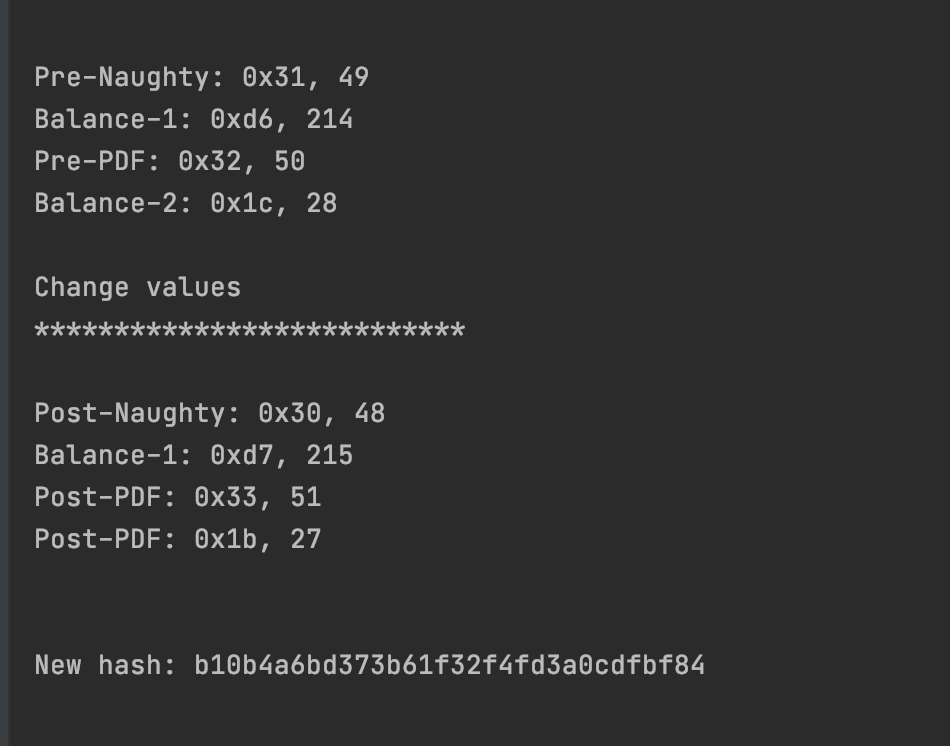 Pre-Naughty: 0x31, 49
Balance-1: 0xd6, 214
Pre-PDF: 0x32, 50
Balance-2: 0x1c, 28
Change values
***************************
Post-Naughty: 0x30, 48
Balance-1: 0xd7, 215
Post-PDF: 0x33, 51
Post-PDF: 0x1b, 27
New hash: b10b4a6bd373b61f32f4fd3a0cdfbf84